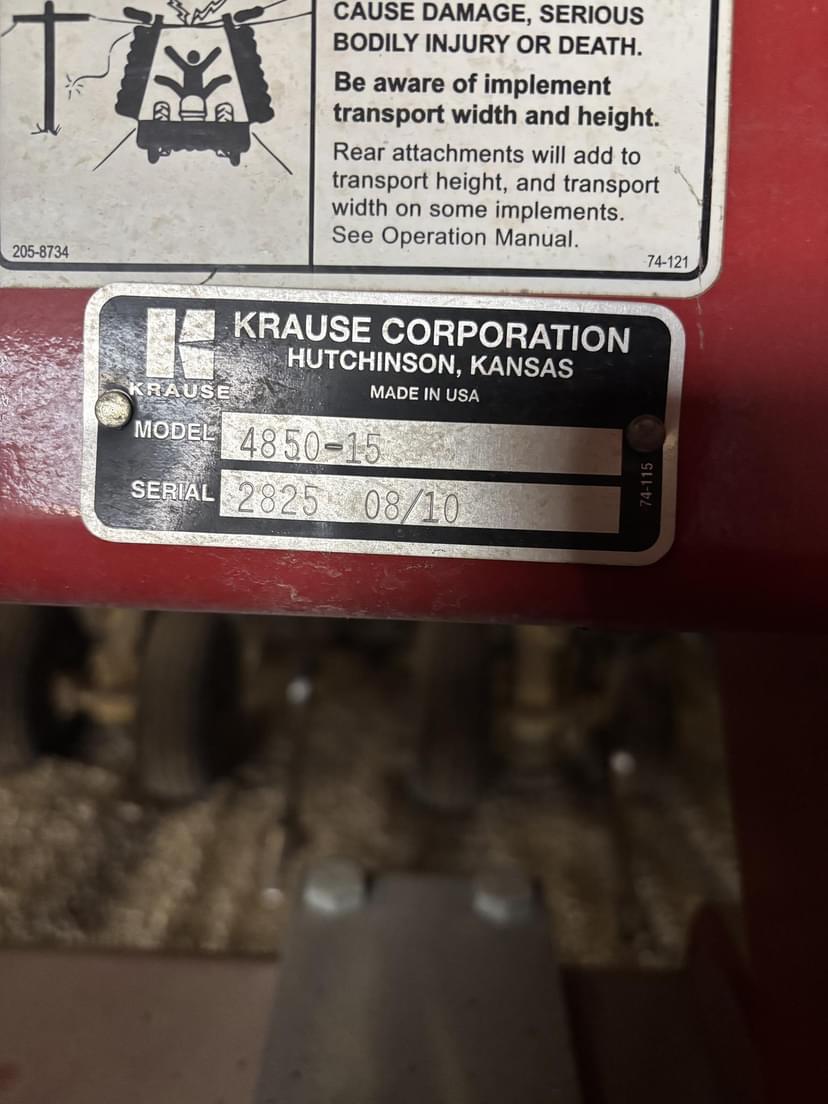 CAUSE DAMAGE, SERIOUS
BODILY INJURY OR DEATH.
Be aware of implement
transport width and height.
Rear attachments will add to
transport height, and transport
width on some implements.
See Operation Manual.
205-8734
74-121
KRAUSE CORPORATION
HUTCHINSON, KANSAS
KRAUSE
MADE IN USA
MODEL 4850-15
SERIAL 2825 08/10
74-115